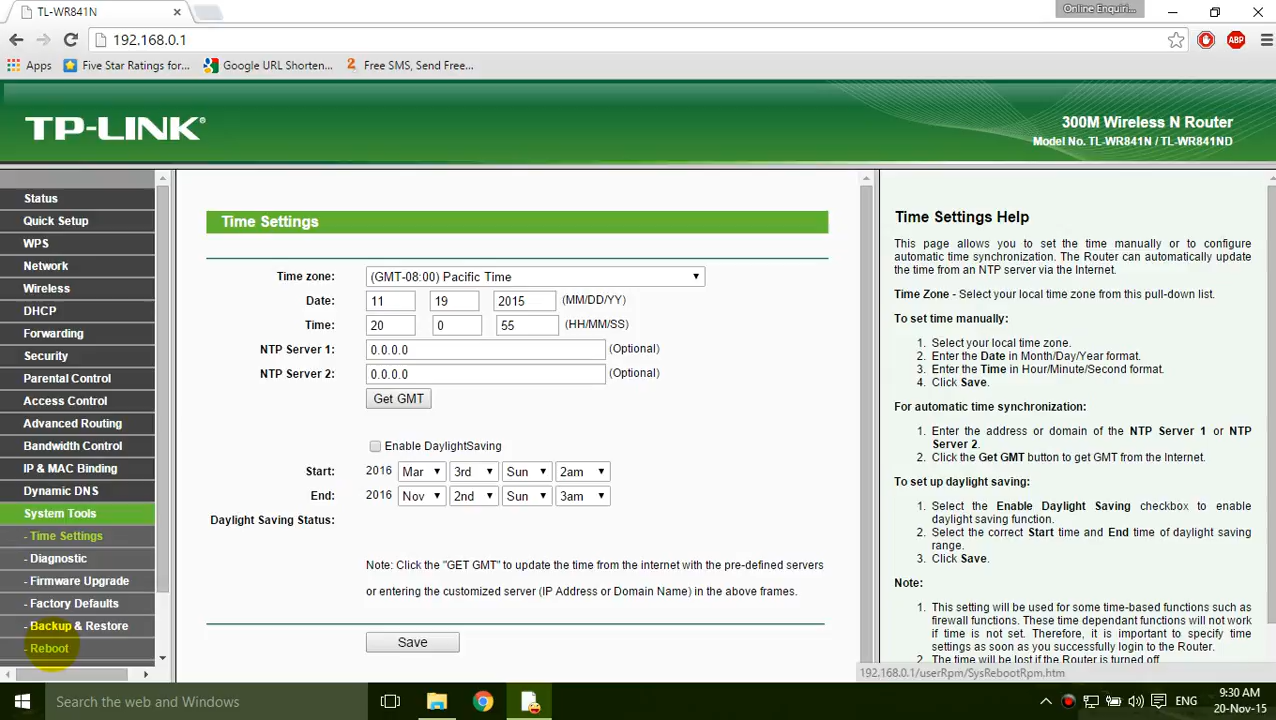 TL-WR841N
Online Enquiri...
192.168.0.1
Apps
Five Star Ratings for...
Google URL Shorten...
Free SMS, Send Free...
TP-LINK®
300M Wireless N Router
Model No. TL-WR841N / TL-WR841ND
Status
Quick Setup
WPS
Network
Wireless
DHCP
Forwarding
Security
Parental Control
Access Control
Advanced Routing
Bandwidth Control
IP & MAC Binding
Dynamic DNS
System Tools
- Time Settings
- Diagnostic
- Firmware Upgrade
- Factory Defaults
- Backup & Restore
- Reboot
Time Settings
Time zone: (GMT-08:00) Pacific Time
Date: 11 19 2015 (MM/DD/YY)
Time: 20 0 55 (HH/MM/SS)
NTP Server 1: 0.0.0.0 (Optional)
NTP Server 2: 0.0.0.0 (Optional)
Get GMT
Enable DaylightSaving
Start: 2016 Mar 3rd Sun 2am
End: 2016 Nov 2nd Sun 3am
Daylight Saving Status:
Note: Click the "GET GMT" to update the time from the internet with the pre-defined servers
or entering the customized server (IP Address or Domain Name) in the above frames.
Save
Time Settings Help
This page allows you to set the time manually or to configure
automatic time synchronization. The Router can automatically update
the time from an NTP server via the Internet.
Time Zone - Select your local time zone from this pull-down list.
To set time manually:
1. Select your local time zone.
2. Enter the Date in Month/Day/Year format.
3. Enter the Time in Hour/Minute/Second format.
4. Click Save.
For automatic time synchronization:
1. Enter the address or domain of the NTP Server 1 or NTP
Server 2.
2. Click the Get GMT button to get GMT from the Internet.
To set up daylight saving:
1. Select the Enable Daylight Saving checkbox to enable
daylight saving function.
2. Select the correct Start time and End time of daylight saving
range.
3. Click Save.
Note:
1. This setting will be used for some time-based functions such as
firewall functions. These time dependant functions will not work
if time is not set. Therefore, it is important to specify time
settings as soon as you successfully login to the Router.
2. The time will be lost if the Router is turned off
192.168.0.1/userRpm/SysRebootRpm.htm
Search the web and Windows
ENG
9:30 AM
20-Nov-15
ABP